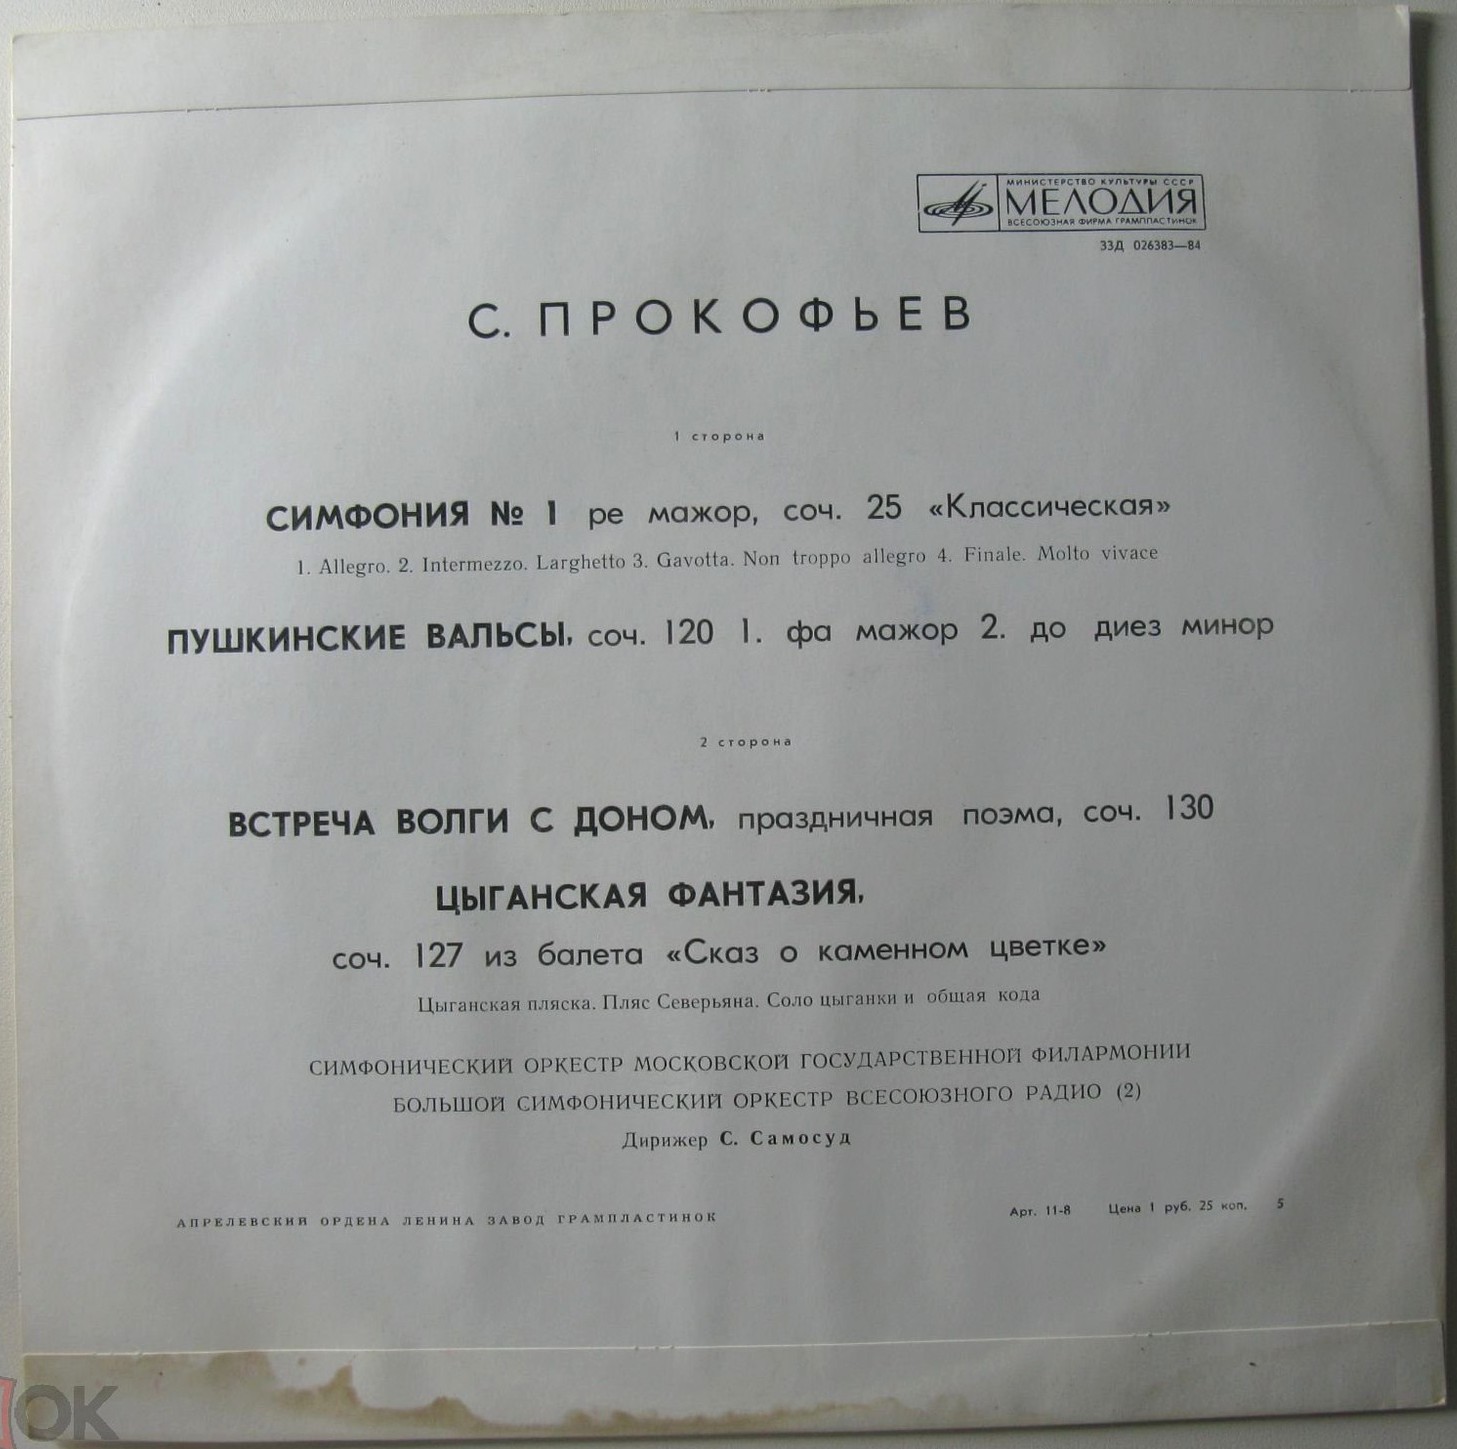 МИНИСТЕРСТВО КУЛЬТУРЫ СССР
МЕЛОДИЯ
ВСЕСОЮЗНАЯ ФИРМА ГРАМПЛАСТИНОК
33Д 026383—84
С. ПРОКОФЬЕВ
1 сторона
СИМФОНИЯ № 1 ре мажор, соч. 25 «Классическая»
1. Allegro. 2. Intermezzo. Larghetto 3. Gavotta. Non troppo allegro 4. Finale. Molto vivace
ПУШКИНСКИЕ ВАЛЬСЫ, соч. 120 1. фа мажор 2. до диез минор
2 сторона
ВСТРЕЧА ВОЛГИ С ДОНОМ, праздничная поэма, соч. 130
ЦЫГАНСКАЯ ФАНТАЗИЯ,
соч. 127 из балета «Сказ о каменном цветке»
Цыганская пляска. Пляс Северьяна. Соло цыганки и общая кода
СИМФОНИЧЕСКИЙ ОРКЕСТР МОСКОВСКОЙ ГОСУДАРСТВЕННОЙ ФИЛАРМОНИИ
БОЛЬШОЙ СИМФОНИЧЕСКИЙ ОРКЕСТР ВСЕСОЮЗНОГО РАДИО (2)
Дирижер С. Самосуд
АПРЕЛЕВСКИЙ ОРДЕНА ЛЕНИНА ЗАВОД ГРАМПЛАСТИНОК
Арт. 11-8 Цена 1 руб. 25 коп. 5
ОК